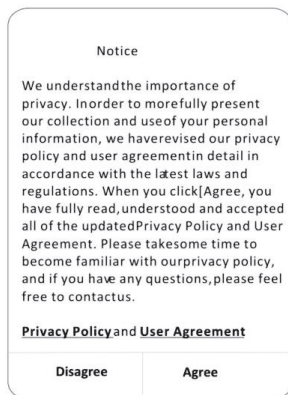 Notice
We understandthe importance of
privacy. Inorder to morefully present
our collection and useof your personal
information, we haverevised our privacy
policy and user agreementin detail in
accordance with the latest laws and
regulations. When you click[Agree, you
have fully read,understood and accepted
all of the updatedPrivacy Policy and User
Agreement. Please takesome time to
become familiar with ourprivacy policy,
and if you have any questions,please feel
free to contactus.
Privacy Policy and User Agreement
Disagree Agree